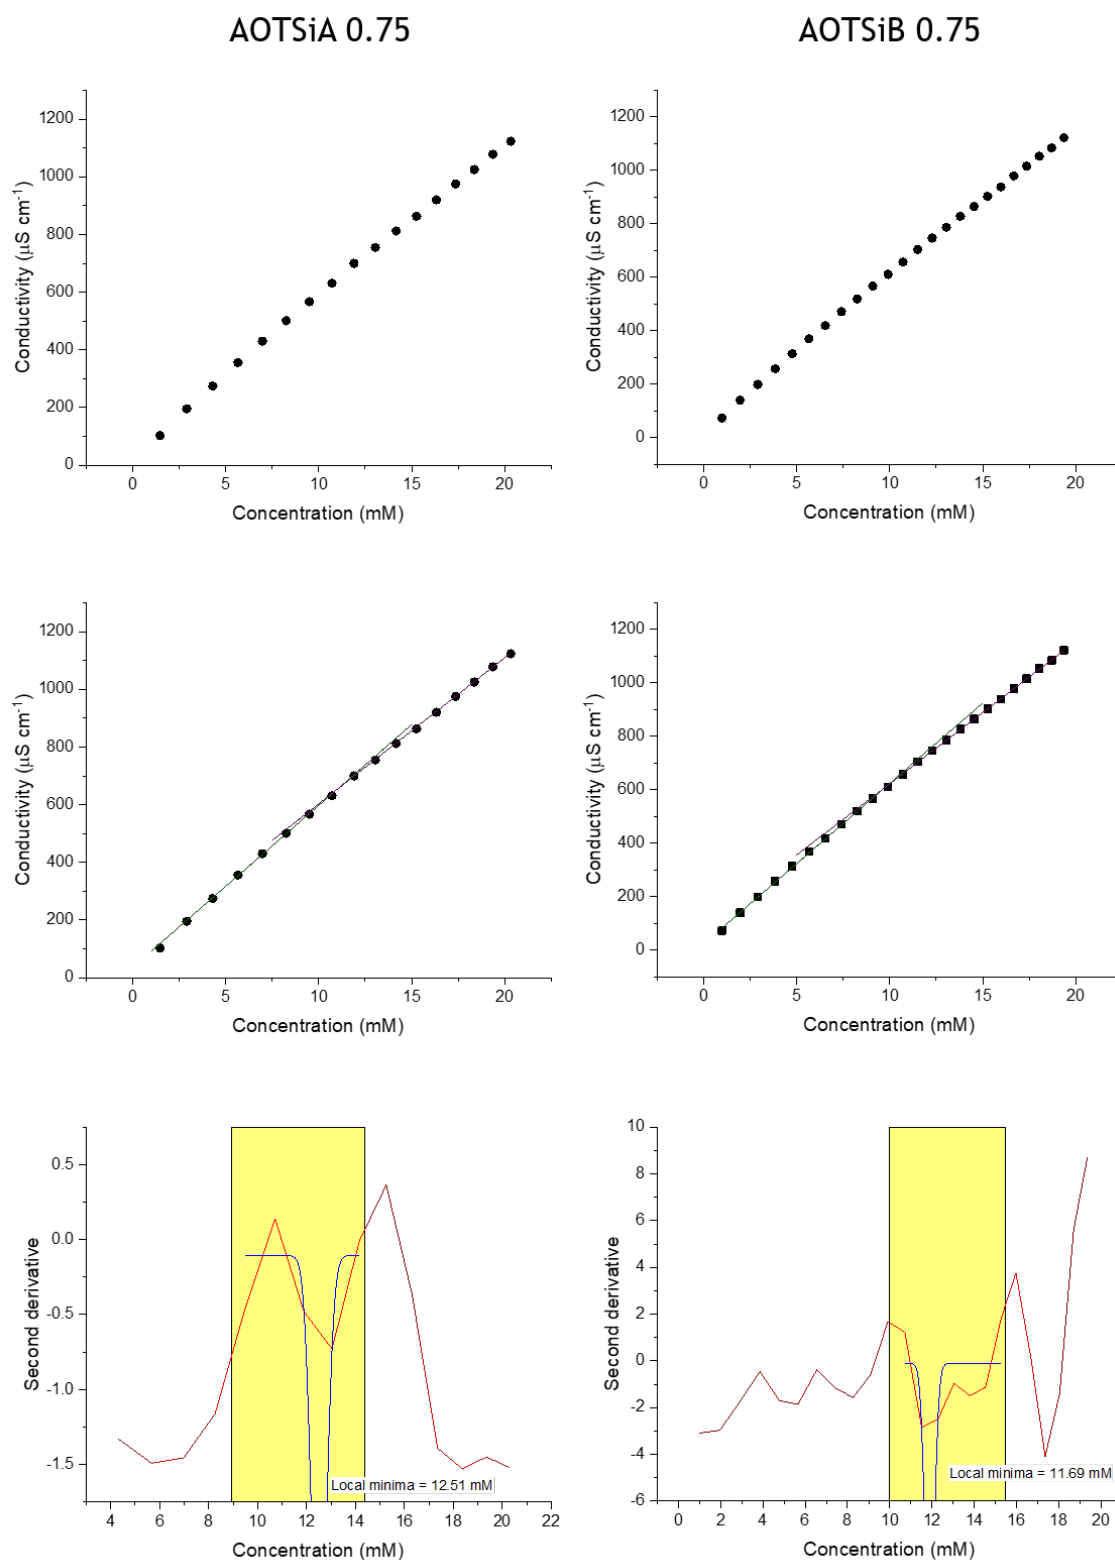 AOTSiA 0.75
AOTSiB 0.75
1200
1000
800
600
400
200
0
Conductivity (μS cm⁻¹)
0 5 10 15 20
Concentration (mM)
1200
1000
800
600
400
200
0
Conductivity (μS cm⁻¹)
0 5 10 15 20
Concentration (mM)
1200
1000
800
600
400
200
0
Conductivity (μS cm⁻¹)
0 5 10 15 20
Concentration (mM)
1200
1000
800
600
400
200
0
Conductivity (μS cm⁻¹)
0 5 10 15 20
Concentration (mM)
0.5
0.0
-0.5
-1.0
-1.5
Second derivative
Local minima = 12.51 mM
4 6 8 10 12 14 16 18 20 22
Concentration (mM)
10
8
6
4
2
0
-2
-4
-6
Second derivative
Local minima = 11.69 mM
0 2 4 6 8 10 12 14 16 18 20
Concentration (mM)